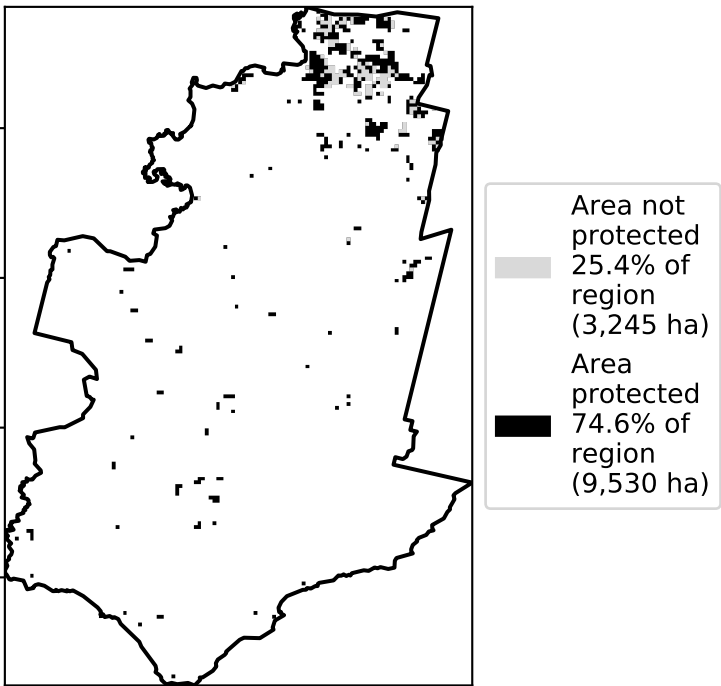 Area not
protected
25.4% of
region
(3,245 ha)
Area
protected
74.6% of
region
(9,530 ha)